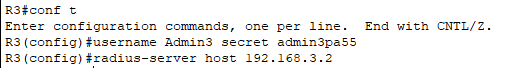 R3#conf t
Enter configuration commands, one per line.  End with CNTL/Z.
R3(config)#username Admin3 secret admin3pa55
R3(config)#radius-server host 192.168.3.2